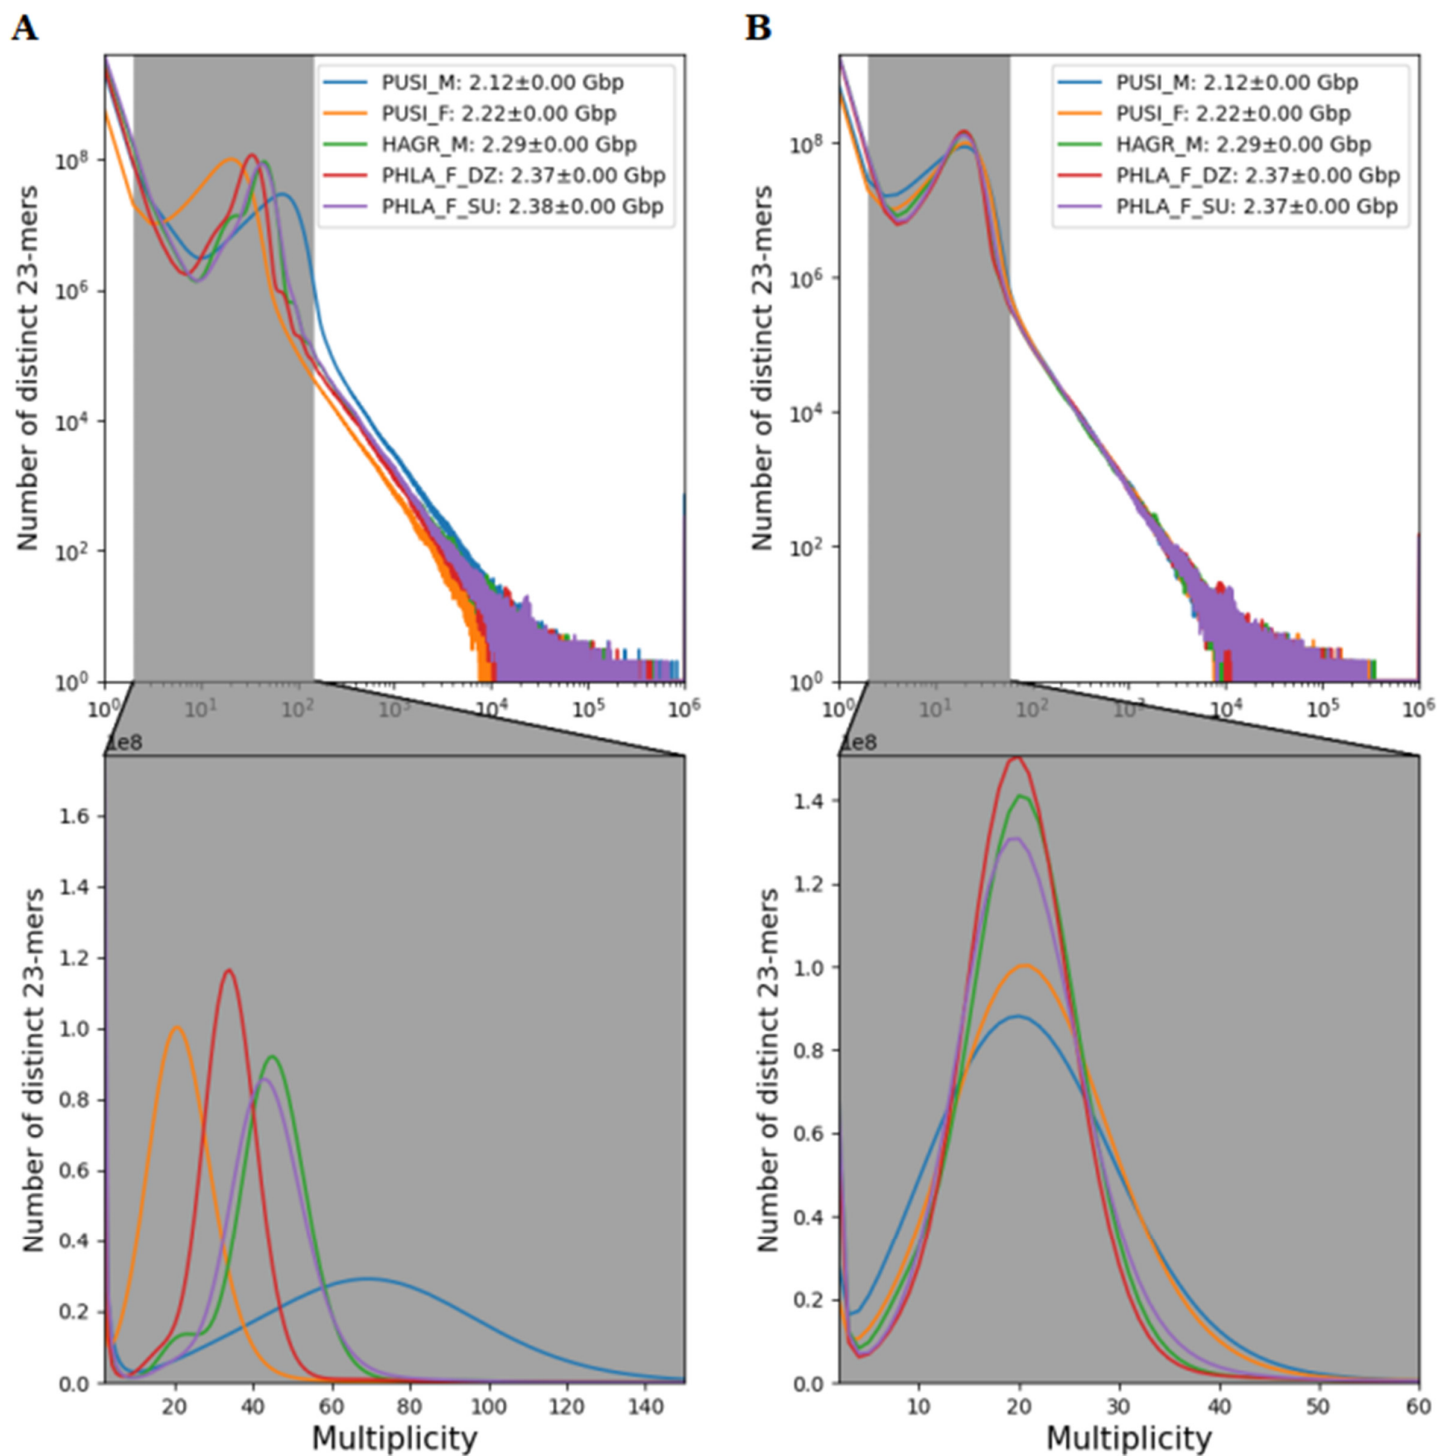 A
Number of distinct 23-mers
10⁸
10⁶
10⁴
10²
10⁰
PUSI_M: 2.12±0.00 Gbp
PUSI_F: 2.22±0.00 Gbp
HAGR_M: 2.29±0.00 Gbp
PHLA_F_DZ: 2.37±0.00 Gbp
PHLA_F_SU: 2.38±0.00 Gbp
10⁰ 10¹ 10² 10³ 10⁴ 10⁵ 10⁶
1e8
Number of distinct 23-mers
1.6
1.4
1.2
1.0
0.8
0.6
0.4
0.2
0.0
20 40 60 80 100 120 140
Multiplicity
B
Number of distinct 23-mers
10⁸
10⁶
10⁴
10²
10⁰
PUSI_M: 2.12±0.00 Gbp
PUSI_F: 2.22±0.00 Gbp
HAGR_M: 2.29±0.00 Gbp
PHLA_F_DZ: 2.37±0.00 Gbp
PHLA_F_SU: 2.37±0.00 Gbp
10⁰ 10¹ 10² 10³ 10⁴ 10⁵ 10⁶
1e8
Number of distinct 23-mers
1.4
1.2
1.0
0.8
0.6
0.4
0.2
0.0
10 20 30 40 50 60
Multiplicity